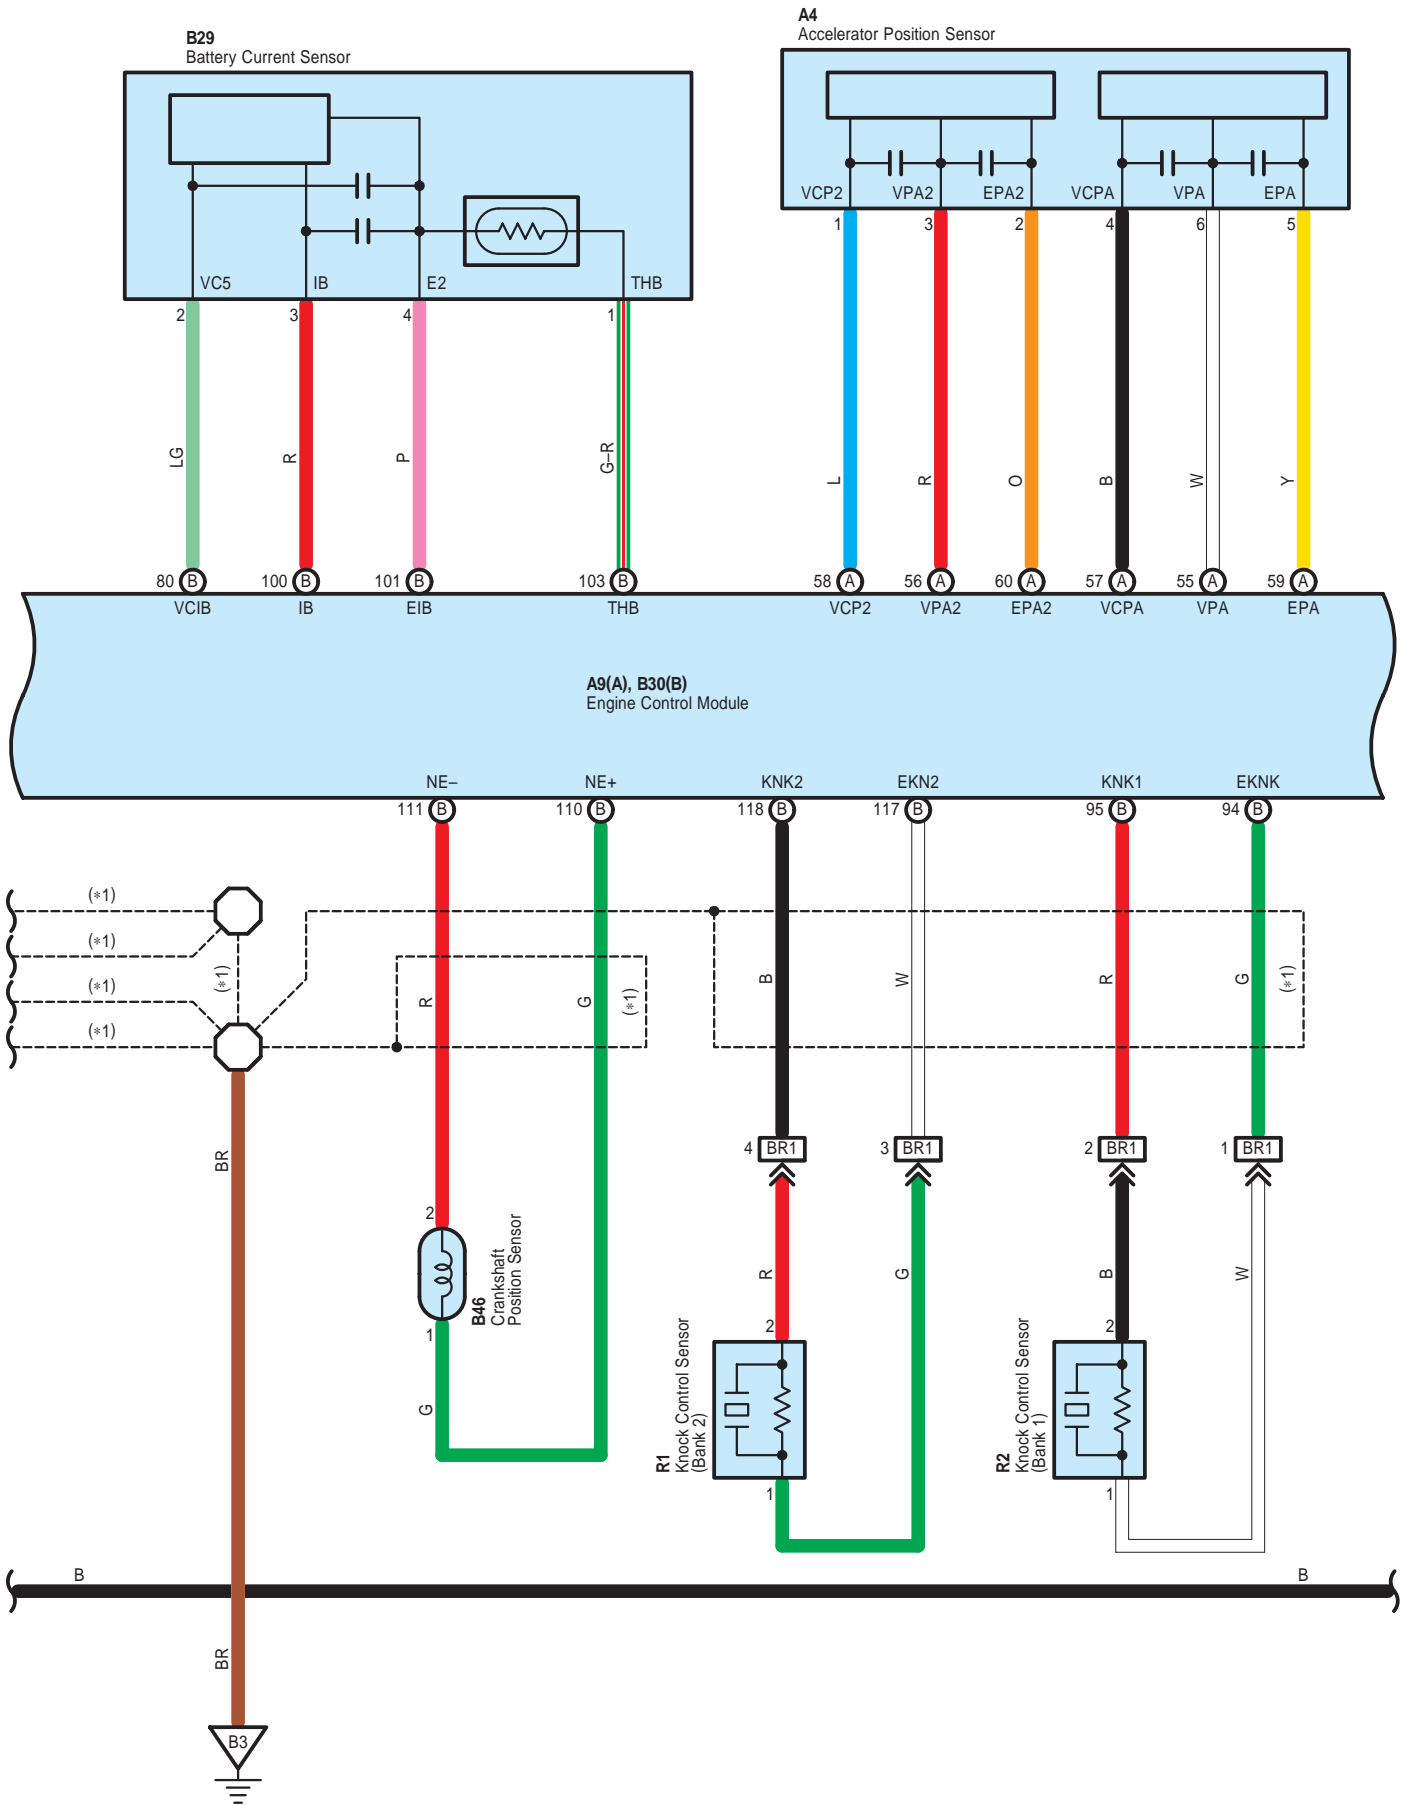 A4
Accelerator Position Sensor
B29
Battery Current Sensor
VCP2 VPA2 EPA2 VCPA VPA EPA
1 3 2 4 6 5
VC5 IB E2 THB
2 3 4 1
LG R P G–R
L R O B W Y
80 B 100 B 101 B 103 B 58 A 56 A 60 A 57 A 55 A 59 A
VCIB IB EIB THB VCP2 VPA2 EPA2 VCPA VPA EPA
A9(A), B30(B)
Engine Control Module
NE– NE+ KNK2 EKN2 KNK1 EKNK
111 B 110 B 118 B 117 B 95 B 94 B
(∗1)
(∗1)
(∗1) B W R G (∗1)
(∗1) R G (∗1)
(∗1)
4 BR1 3 BR1 2 BR1 1 BR1
BR
2
B46
Crankshaft
Position Sensor
R G B W
1
2 2
G
R1
Knock Control Sensor
(Bank 2)
R2
Knock Control Sensor
(Bank 1)
1 1
B B
BR
B3